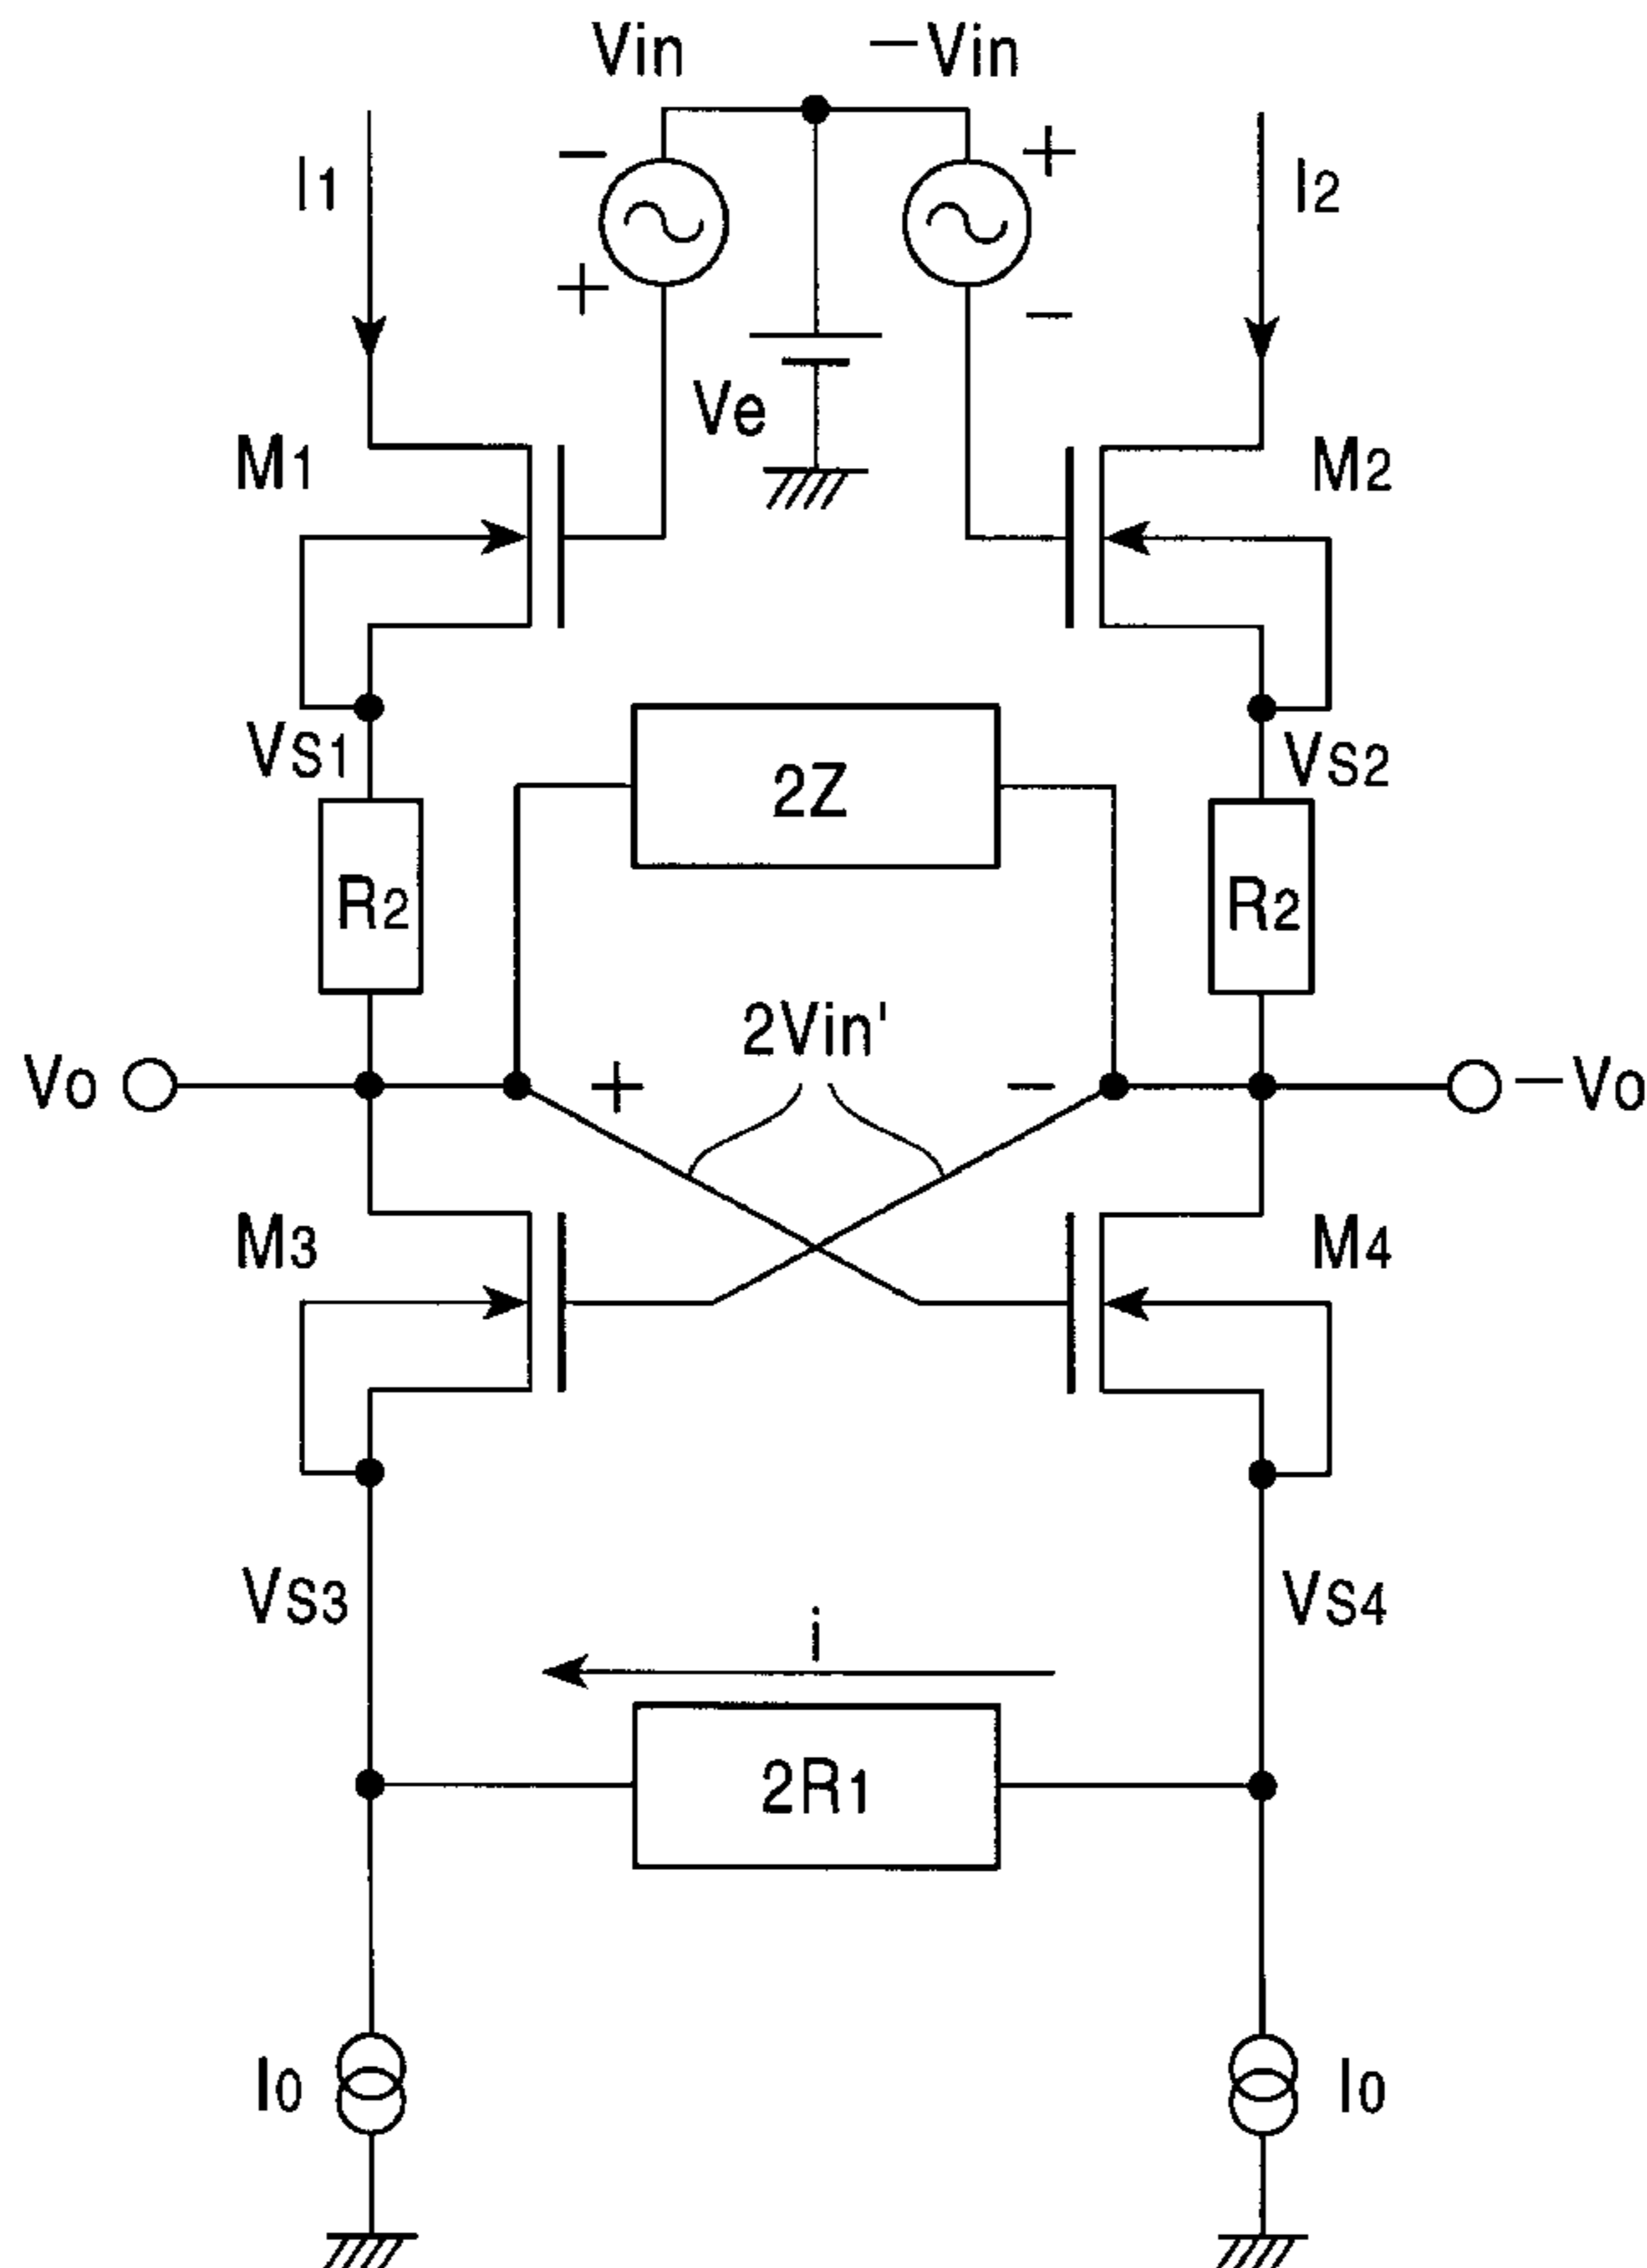 Vin
−Vin
−
+
I1
I2
+
−
Ve
M1
M2
VS1
VS2
2Z
R2
R2
2Vin'
Vo
+
−
−Vo
M3
M4
VS3
VS4
i
2R1
I0
I0